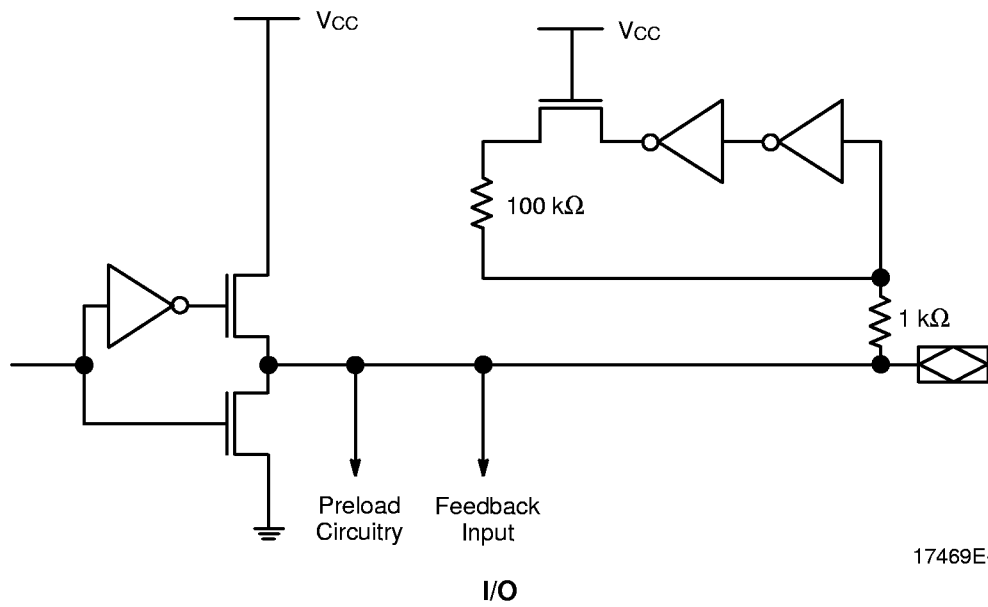 VCC
VCC
100 kΩ
1 kΩ
Preload
Circuitry
Feedback
Input
17469E-
I/O